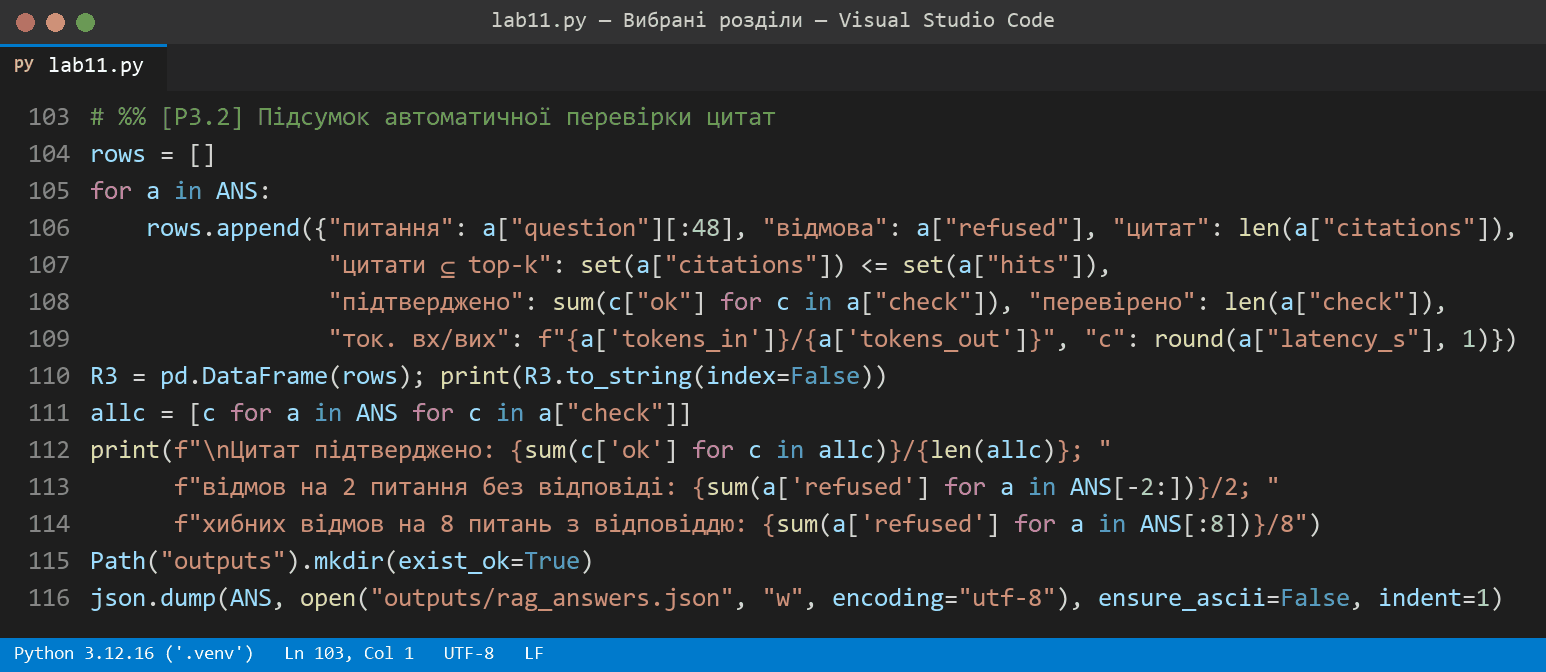 lab11.py — Вибрані розділи — Visual Studio Code
PY lab11.py
103 # %% [P3.2] Підсумок автоматичної перевірки цитат
104 rows = []
105 for a in ANS:
106     rows.append({"питання": a["question"][:48], "відмова": a["refused"], "цитат": len(a["citations"]),
107                  "цитати ⊆ top-k": set(a["citations"]) <= set(a["hits"]),
108                  "підтверджено": sum(c["ok"] for c in a["check"]), "перевірено": len(a["check"]),
109                  "ток. вх/вих": f"{a['tokens_in']}/{a['tokens_out']}", "с": round(a["latency_s"], 1)})
110 R3 = pd.DataFrame(rows); print(R3.to_string(index=False))
111 allc = [c for a in ANS for c in a["check"]]
112 print(f"\nЦитат підтверджено: {sum(c['ok'] for c in allc)}/{len(allc)}; "
113       f"відмов на 2 питання без відповіді: {sum(a['refused'] for a in ANS[-2:])}/2; "
114       f"хибних відмов на 8 питань з відповіддю: {sum(a['refused'] for a in ANS[:8])}/8")
115 Path("outputs").mkdir(exist_ok=True)
116 json.dump(ANS, open("outputs/rag_answers.json", "w", encoding="utf-8"), ensure_ascii=False, indent=1)
Python 3.12.16 ('.venv') Ln 103, Col 1 UTF-8 LF